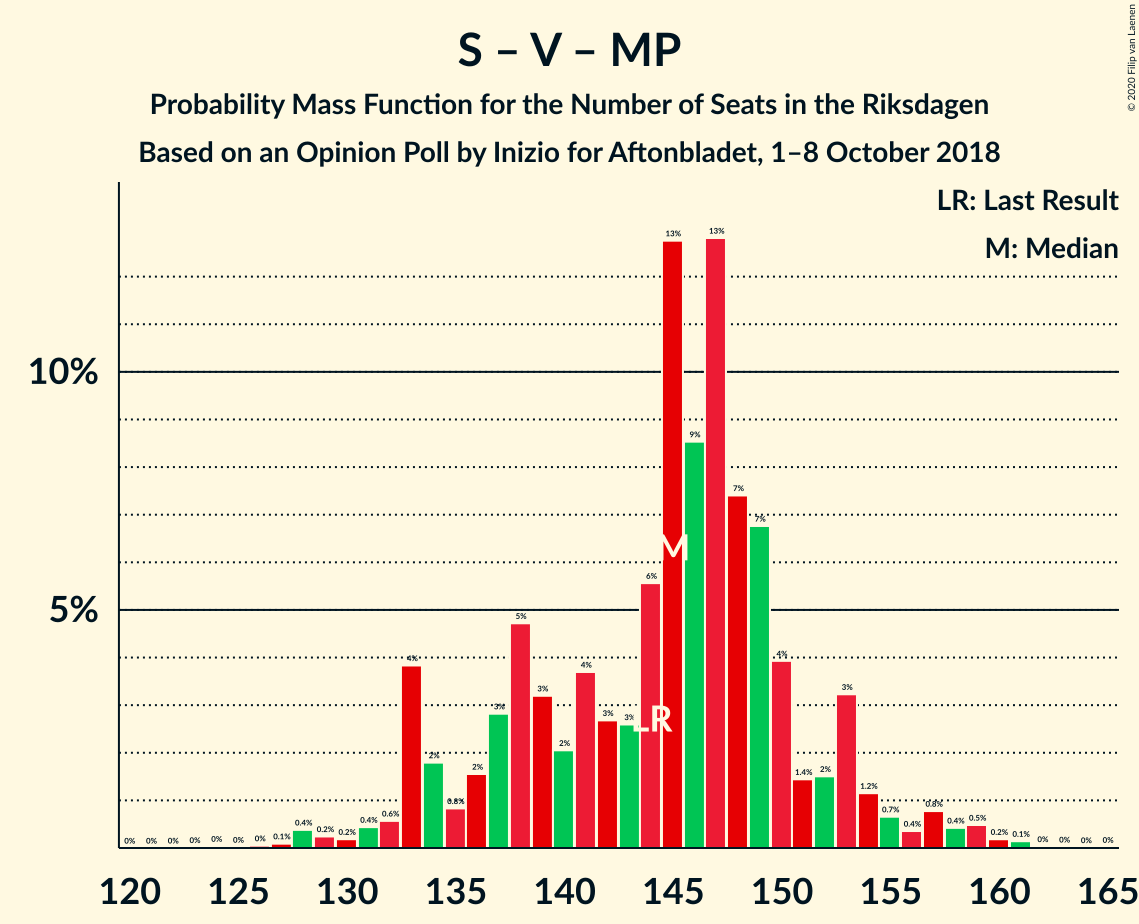 © 2020 Filip van Laenen
S – V – MP
Probability Mass Function for the Number of Seats in the Riksdagen
Based on an Opinion Poll by Inizio for Aftonbladet, 1–8 October 2018
LR: Last Result
M: Median
10%
5%
0% 0% 0% 0% 0% 0% 0% 0.1% 0.4% 0.2% 0.2% 0.4% 0.6% 4% 2% 0.8% 2% 3% 5% 3% 2% 4% 3% 3% 6% 13% 9% 13% 7% 7% 4% 1.4% 2% 3% 1.2% 0.7% 0.4% 0.8% 0.4% 0.5% 0.2% 0.1% 0% 0% 0% 0%
M
LR
120 125 130 135 140 145 150 155 160 165